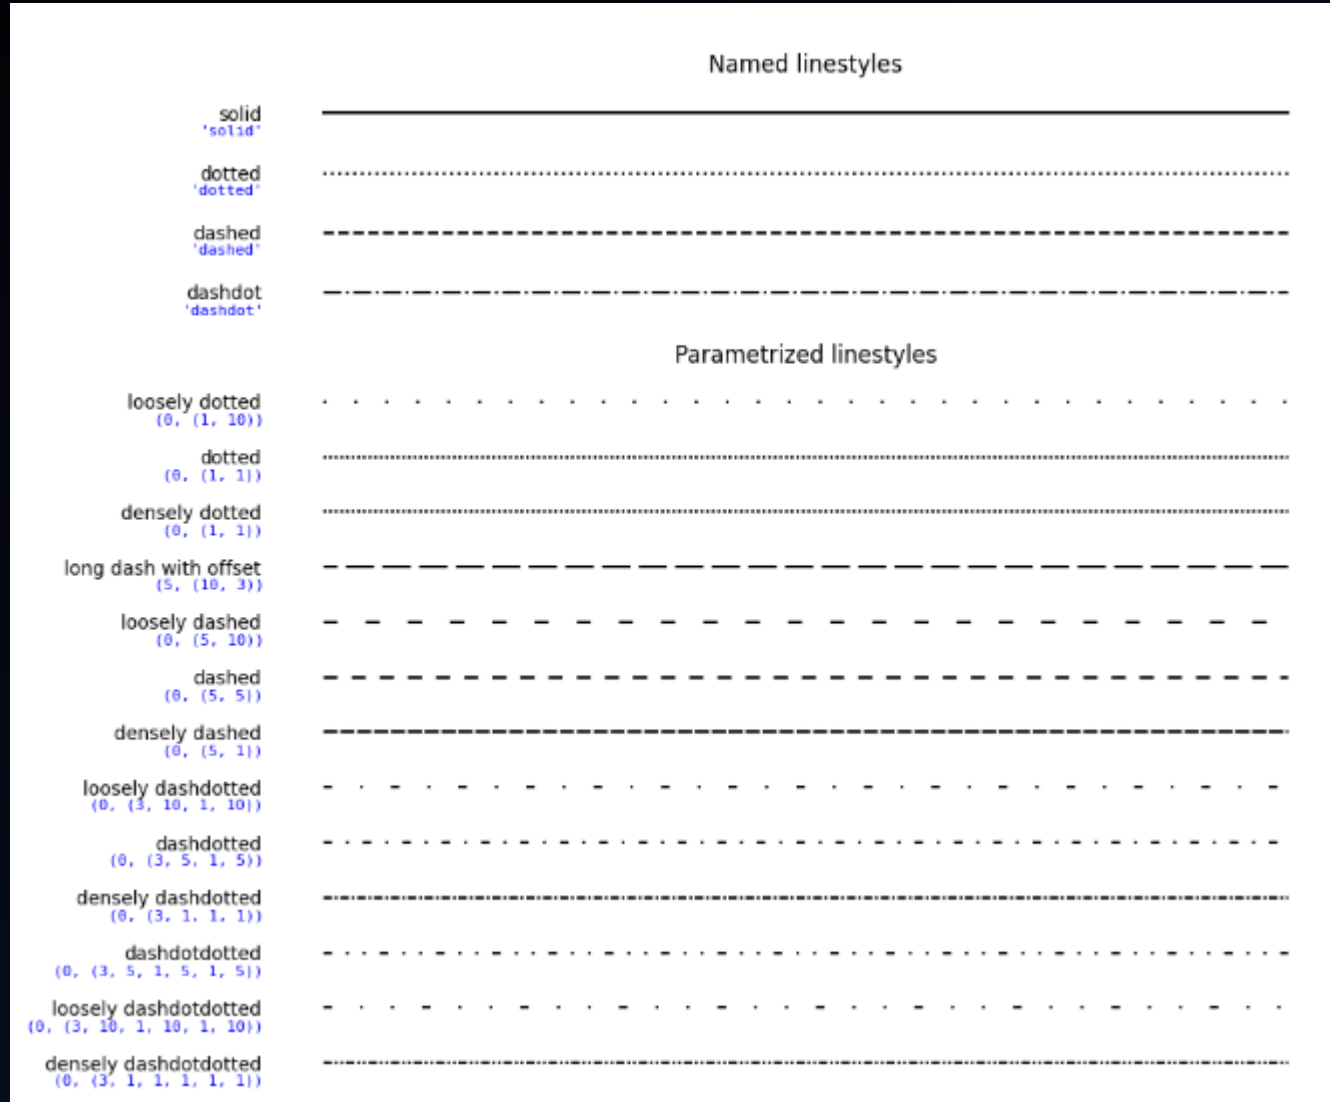 Named linestyles
solid
'solid'
dotted
'dotted'
dashed
'dashed'
dashdot
'dashdot'
Parametrized linestyles
loosely dotted
(0, (1, 10))
dotted
(0, (1, 1))
densely dotted
(0, (1, 1))
long dash with offset
(5, (10, 3))
loosely dashed
(0, (5, 10))
dashed
(0, (5, 5))
densely dashed
(0, (5, 1))
loosely dashdotted
(0, (3, 10, 1, 10))
dashdotted
(0, (3, 5, 1, 5))
densely dashdotted
(0, (3, 1, 1, 1))
dashdotdotted
(0, (3, 5, 1, 5, 1, 5))
loosely dashdotdotted
(0, (3, 10, 1, 10, 1, 10))
densely dashdotdotted
(0, (3, 1, 1, 1, 1, 1))